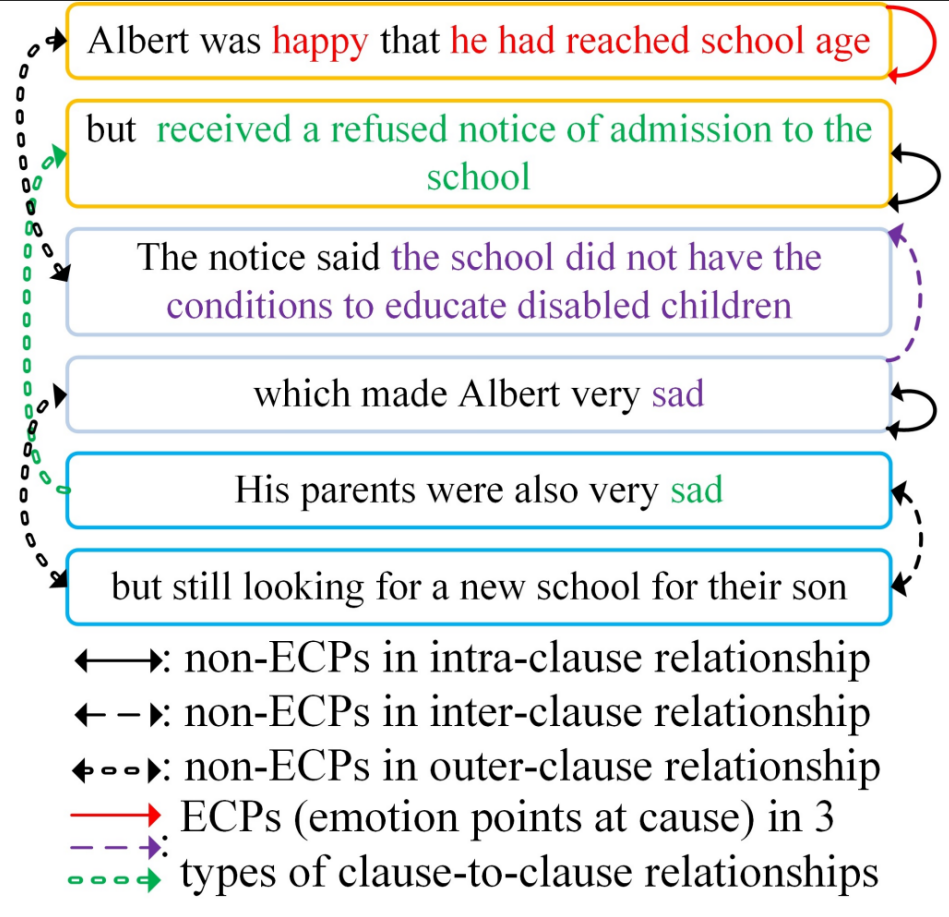 Albert was happy that he had reached school age
but received a refused notice of admission to the
school
The notice said the school did not have the
conditions to educate disabled children
which made Albert very sad
His parents were also very sad
but still looking for a new school for their son
: non-ECPs in intra-clause relationship
: non-ECPs in inter-clause relationship
: non-ECPs in outer-clause relationship
ECPs (emotion points at cause) in 3
:
types of clause-to-clause relationships